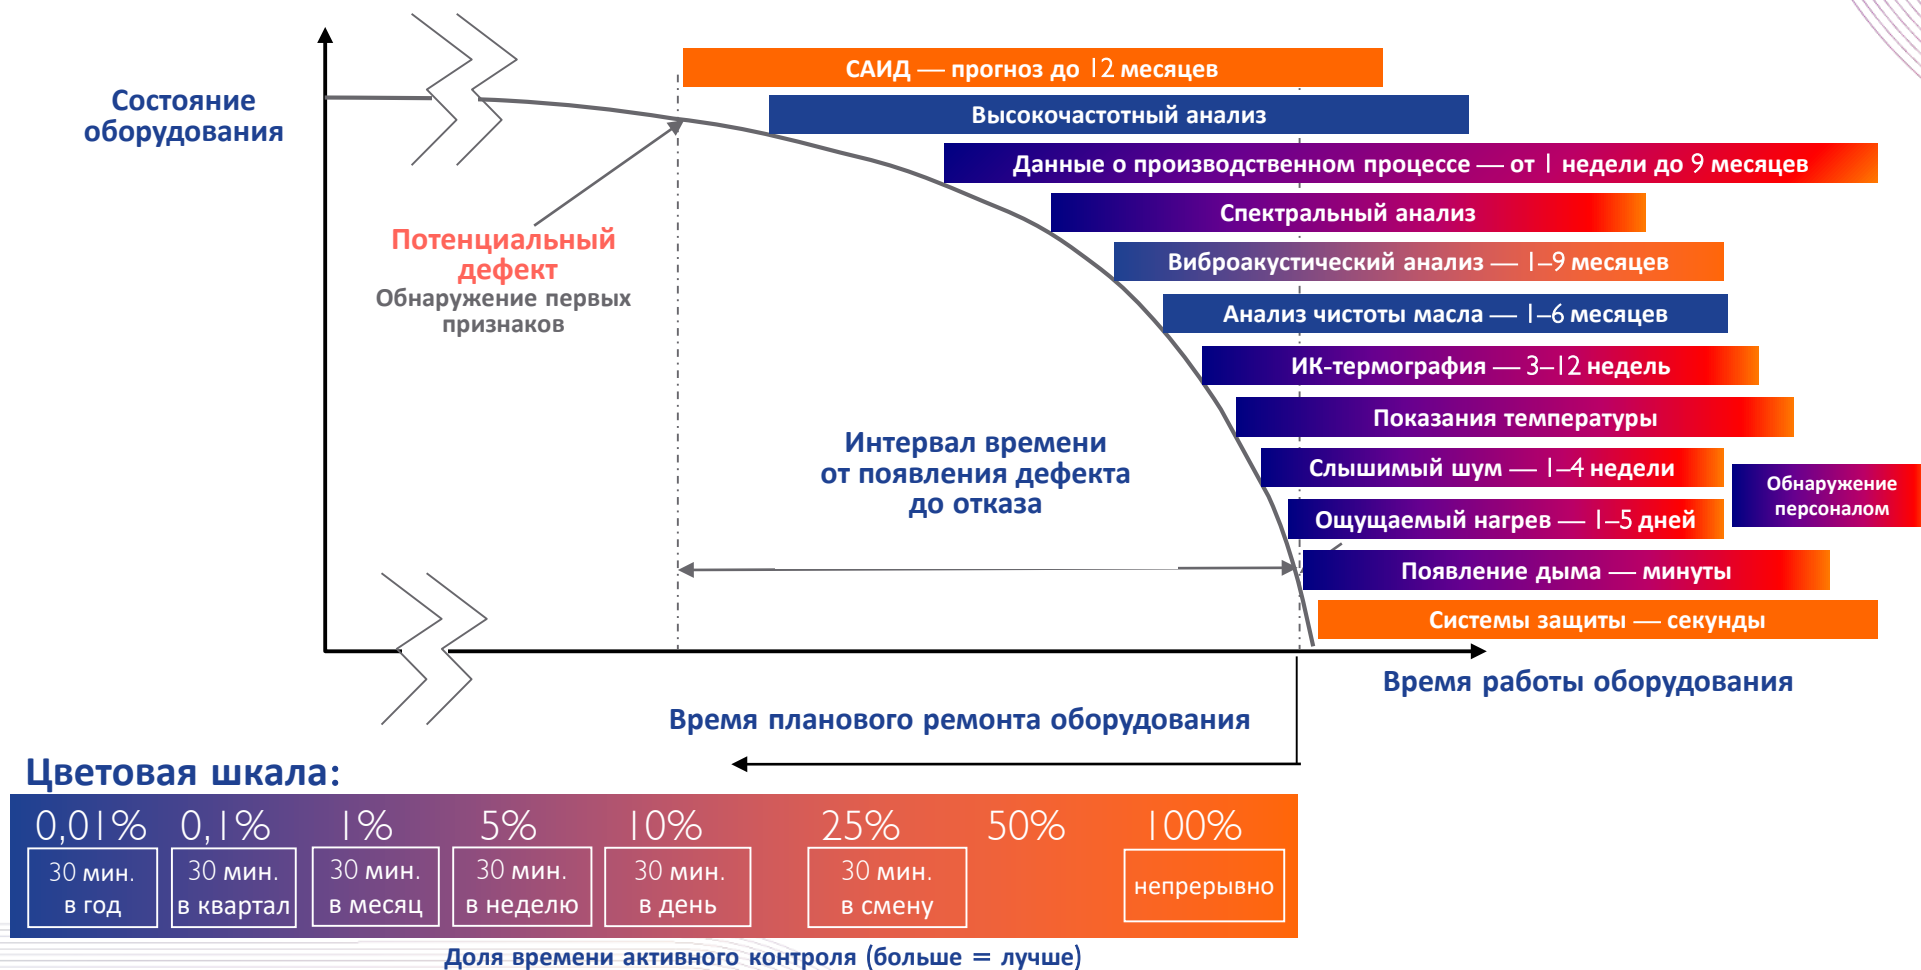 Состояние
оборудования
САИД — прогноз до 12 месяцев
Высокочастотный анализ
Данные о производственном процессе — от 1 недели до 9 месяцев
Спектральный анализ
Потенциальный
дефект
Обнаружение первых
признаков
Виброакустический анализ — 1–9 месяцев
Анализ чистоты масла — 1–6 месяцев
ИК-термография — 3–12 недель
Показания температуры
Интервал времени
от появления дефекта
до отказа
Слышимый шум — 1–4 недели
Обнаружение
персоналом
Ощущаемый нагрев — 1–5 дней
Появление дыма — минуты
Системы защиты — секунды
Время работы оборудования
Время планового ремонта оборудования
Цветовая шкала:
0,01% 0,1% 1% 5% 10% 25% 50% 100%
30 мин. 30 мин. 30 мин. 30 мин. 30 мин. 30 мин. непрерывно
в год в квартал в месяц в неделю в день в смену
Доля времени активного контроля (больше = лучше)